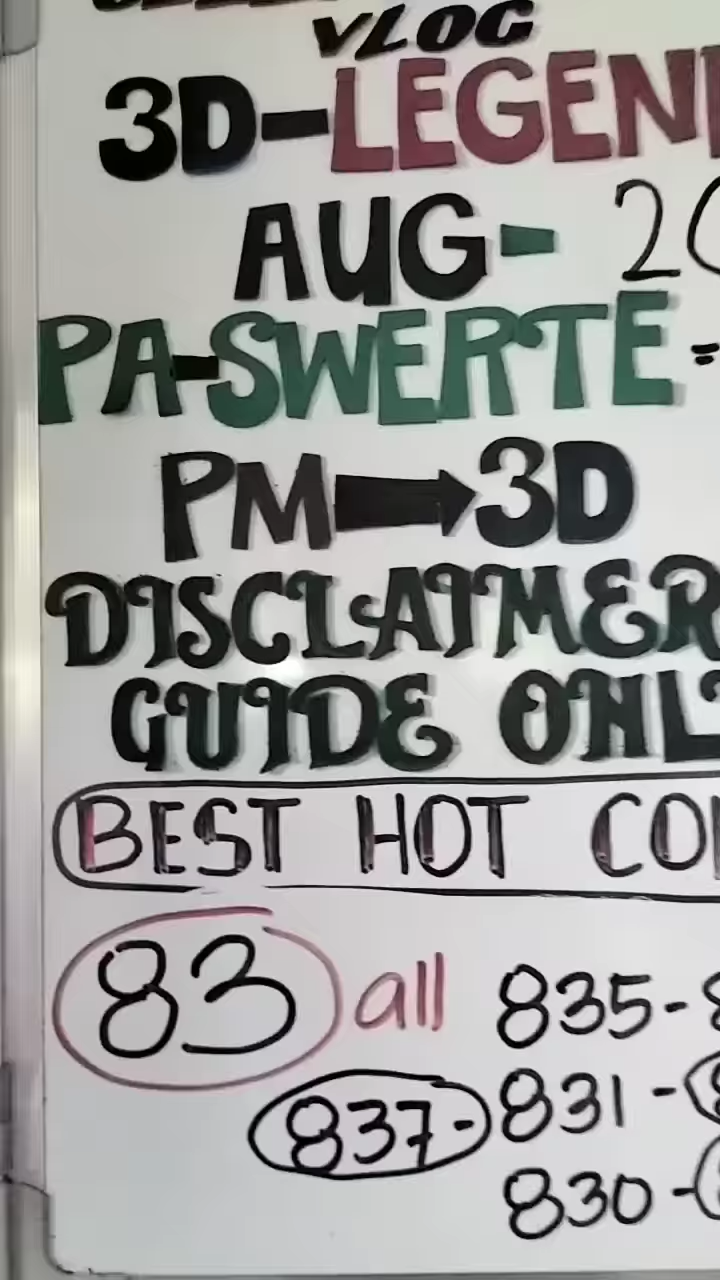 VLOG
3D-LEGEN
AUG- 20
PA-SWERTE =
PM➡3D
DISCLAIMER
GUIDE ONL
BEST HOT CO
83 all 835-8
837- 831-
830-